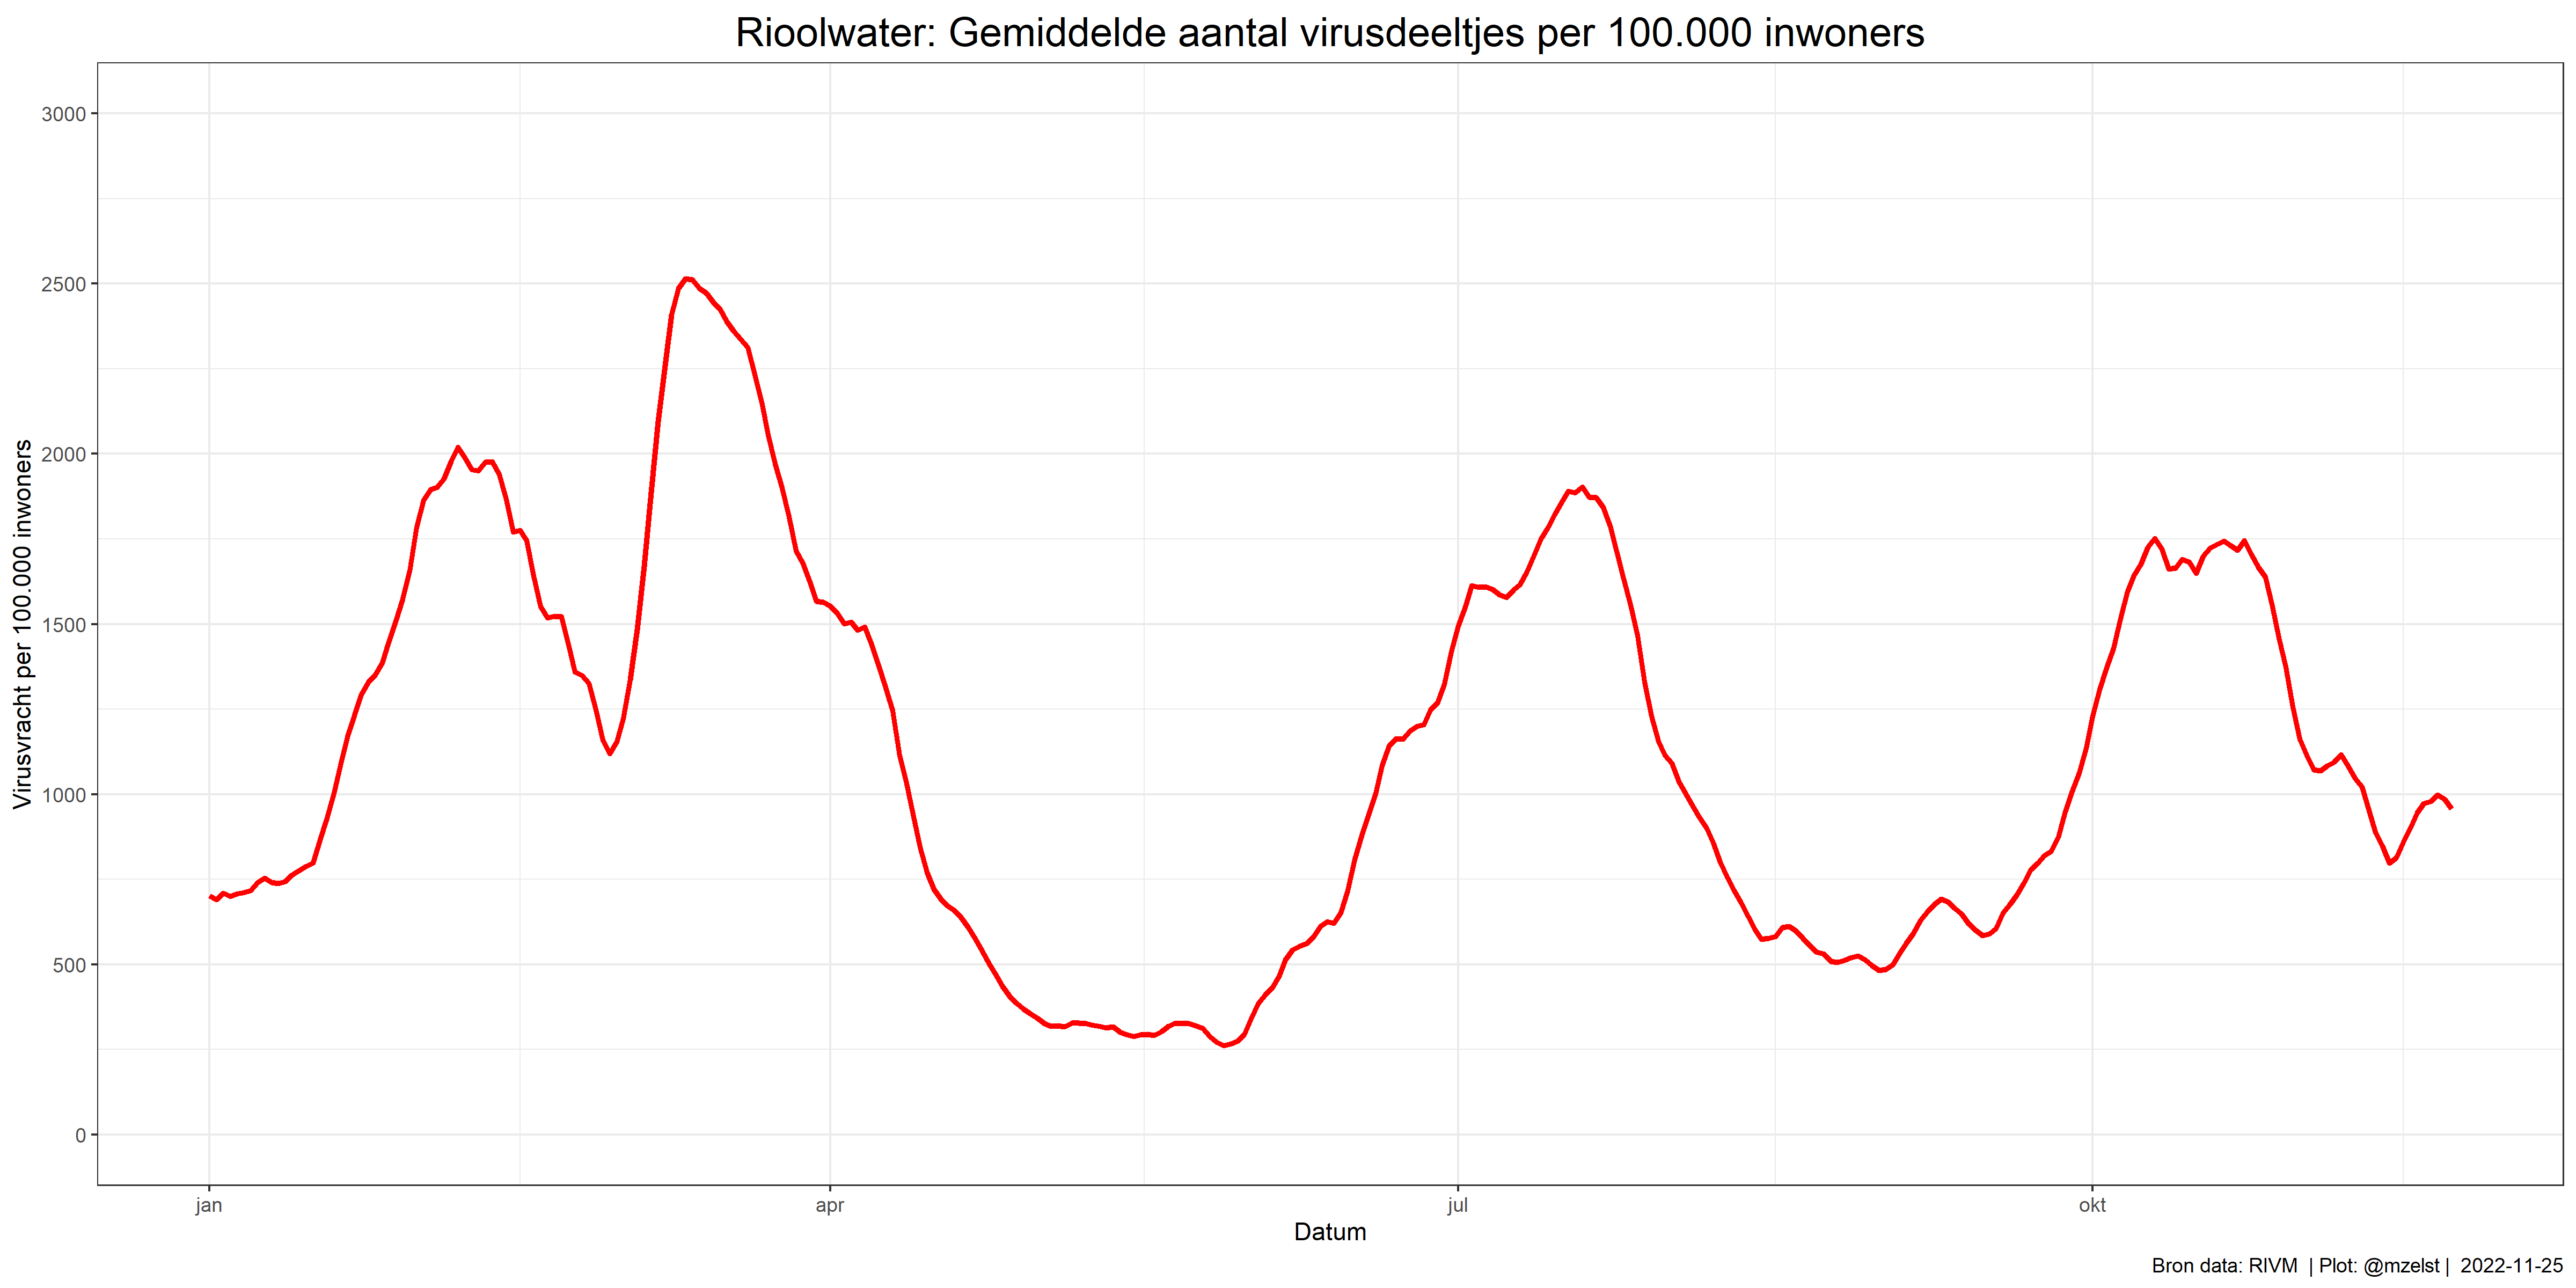 Rioolwater: Gemiddelde aantal virusdeeltjes per 100.000 inwoners
Virusvracht per 100.000 inwoners
3000
2500
2000
1500
1000
500
0
jan apr jul okt
Datum
Bron data: RIVM | Plot: @mzelst | 2022-11-25